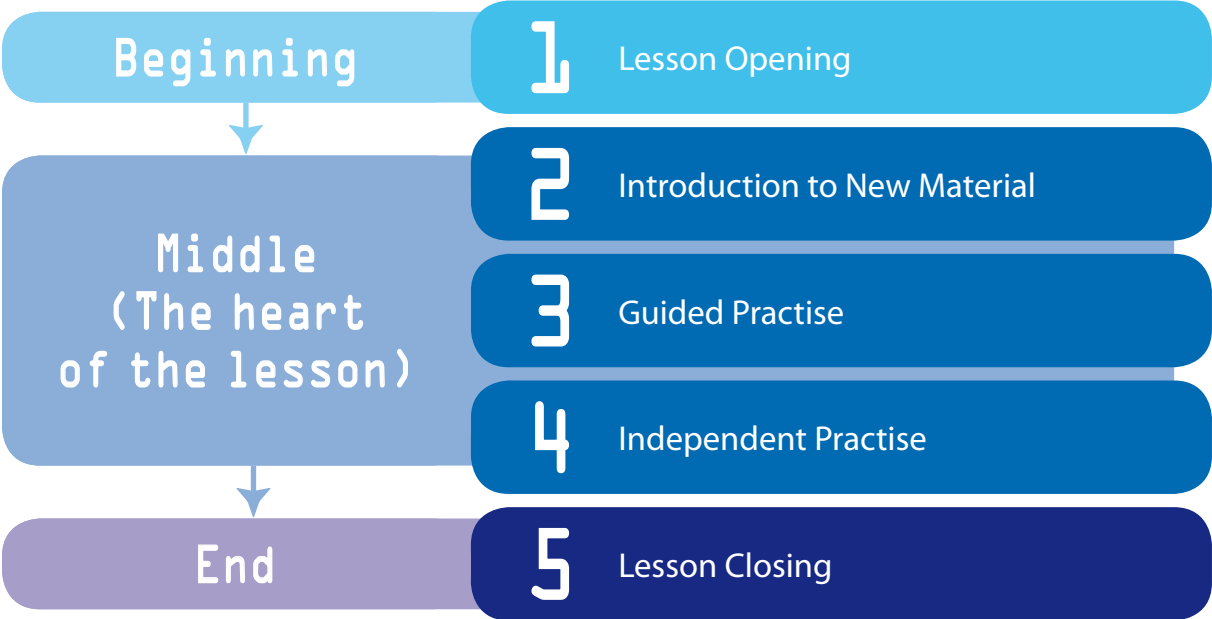 Beginning
1 Lesson Opening
Middle
(The heart
of the lesson)
2 Introduction to New Material
3 Guided Practise
4 Independent Practise
End
5 Lesson Closing